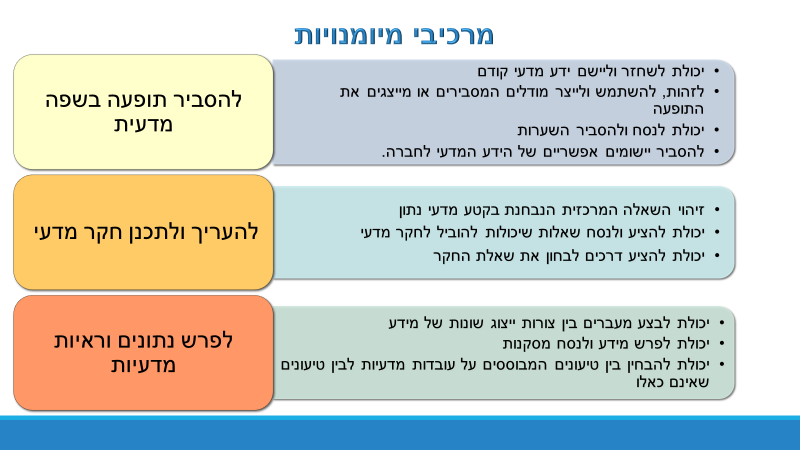 מרכיבי מיומנויות
להסביר תופעה בשפה
מדעית
• יכולת לשחזר וליישם ידע מדעי קודם
• לזהות, להשתמש ולייצר מודלים המסבירים או מייצגים את
התופעה
• יכולת לנסח ולהסביר השערות
• להסביר יישומים אפשריים של הידע המדעי לחברה.
להעריך ולתכנן חקר מדעי
• זיהוי השאלה המרכזית הנבחנת בקטע מדעי נתון
• יכולת להציע ולנסח שאלות שיכולות להוביל לחקר מדעי
• יכולת להציע דרכים לבחון את שאלת החקר
לפרש נתונים וראיות
מדעיות
• יכולת לבצע מעברים בין צורות ייצוג שונות של מידע
• יכולת לפרש מידע ולנסח מסקנות
• יכולת להבחין בין טיעונים המבוססים על עובדות מדעיות לבין טיעונים
שאינם כאלו